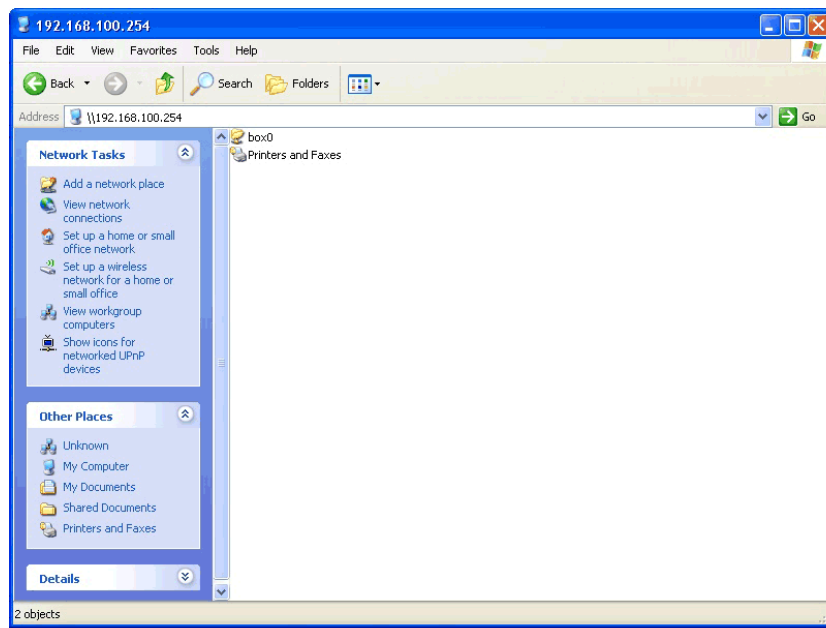 192.168.100.254
File Edit View Favorites Tools Help
Back Search Folders
Address \\192.168.100.254 Go
Network Tasks
Add a network place
View network
connections
Set up a home or small
office network
Set up a wireless
network for a home or
small office
View workgroup
computers
Show icons for
networked UPnP
devices
Other Places
Unknown
My Computer
My Documents
Shared Documents
Printers and Faxes
Details
box0
Printers and Faxes
2 objects